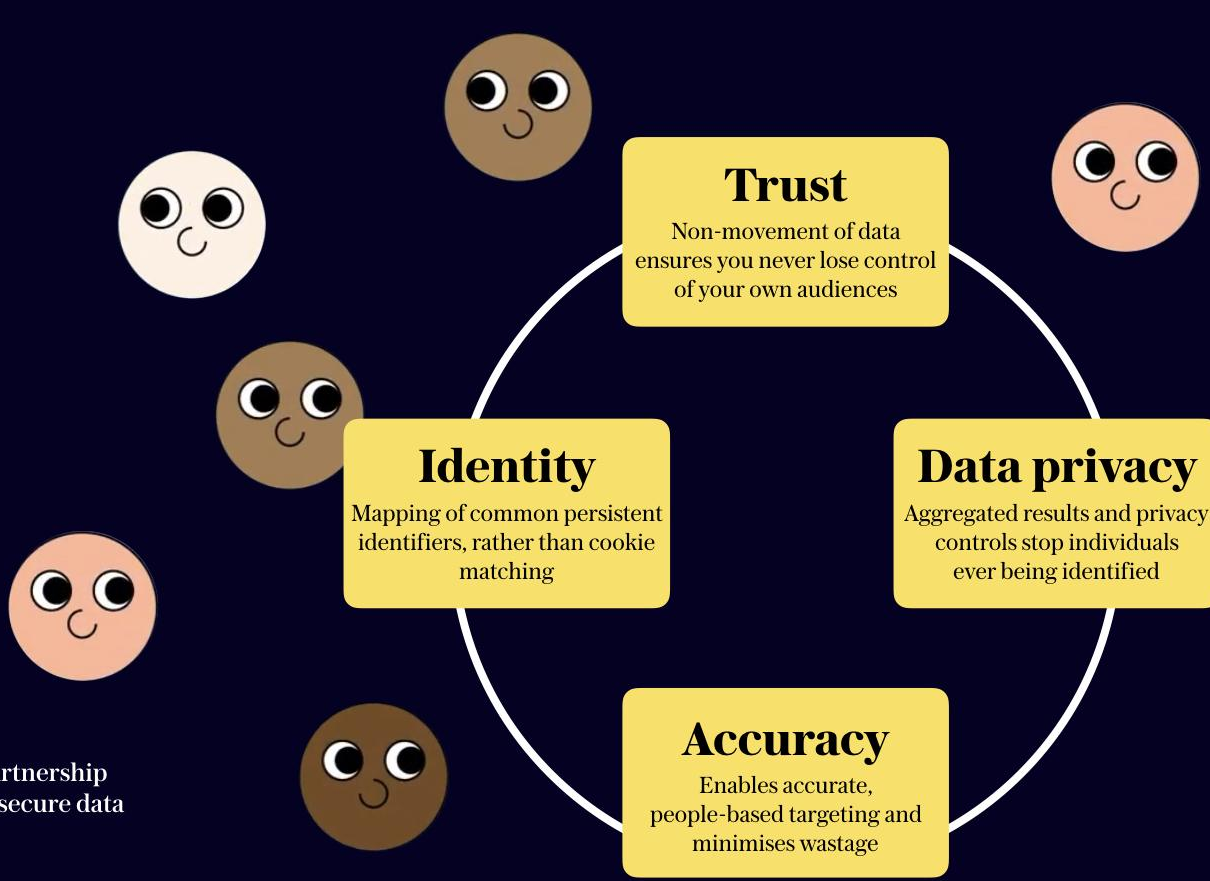 Trust
Non-movement of data
ensures you never lose control
of your own audiences
Identity
Mapping of common persistent
identifiers, rather than cookie
matching
Data privacy
Aggregated results and privacy
controls stop individuals
ever being identified
Accuracy
Enables accurate,
people-based targeting and
minimises wastage
secure data